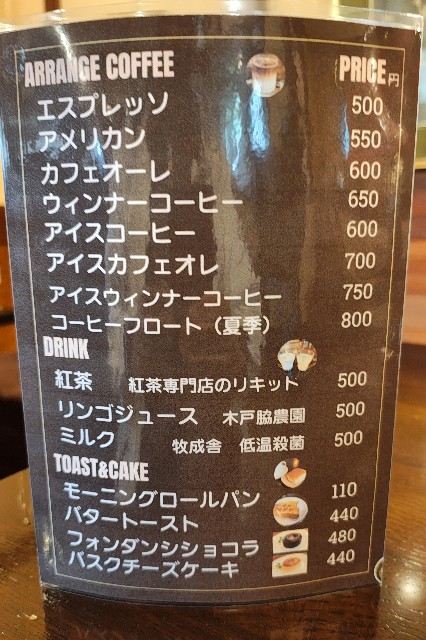 ARRANGE COFFEE PRICE 円
エスプレッソ 500
アメリカン 550
カフェオーレ 600
ウィンナーコーヒー 650
アイスコーヒー 600
アイスカフェオレ 700
アイスウィンナーコーヒー 750
コーヒーフロート（夏季） 800
DRINK
紅茶 紅茶専門店のリキット 500
リンゴジュース 木戸脇農園 500
ミルク 牧成舎 低温殺菌 500
TOAST&CAKE
モーニングロールパン 110
バタートースト 440
フォンダンショコラ 480
バスクチーズケーキ 440